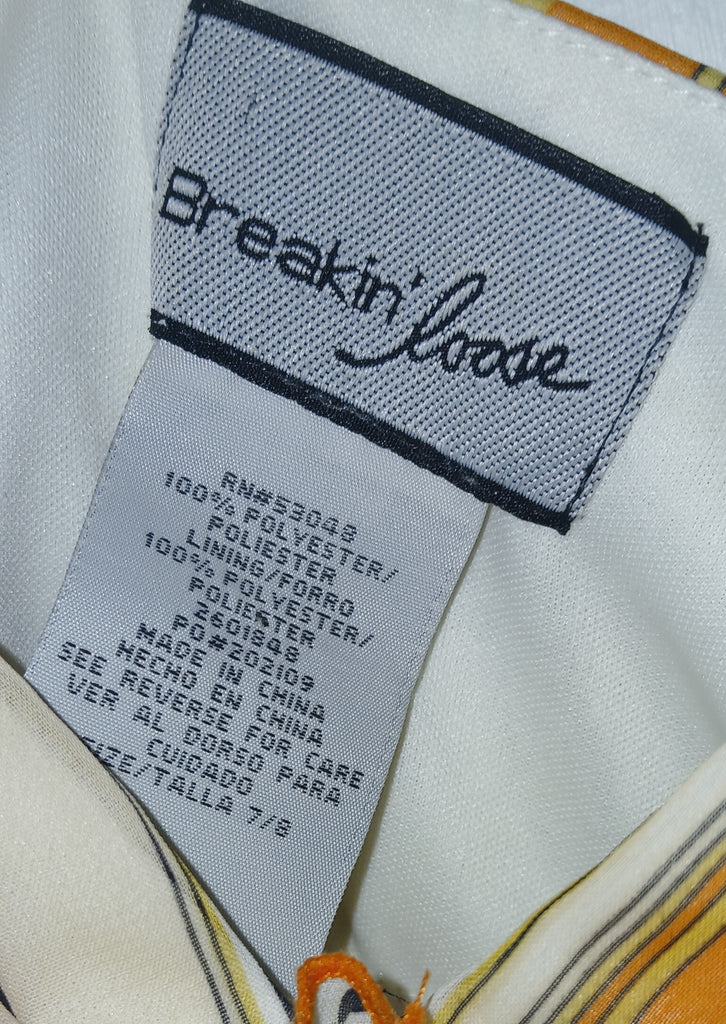 Breakin' loose
RN#53048
100% POLYESTER/
POLIESTER
LINING/FORRO
100% POLYESTER/
POLIESTER
2601848
PO#202109
MADE IN CHINA
HECHO EN CHINA
SEE REVERSE FOR CARE
VER AL DORSO PARA
CUIDADO
SIZE/TALLA 7/8